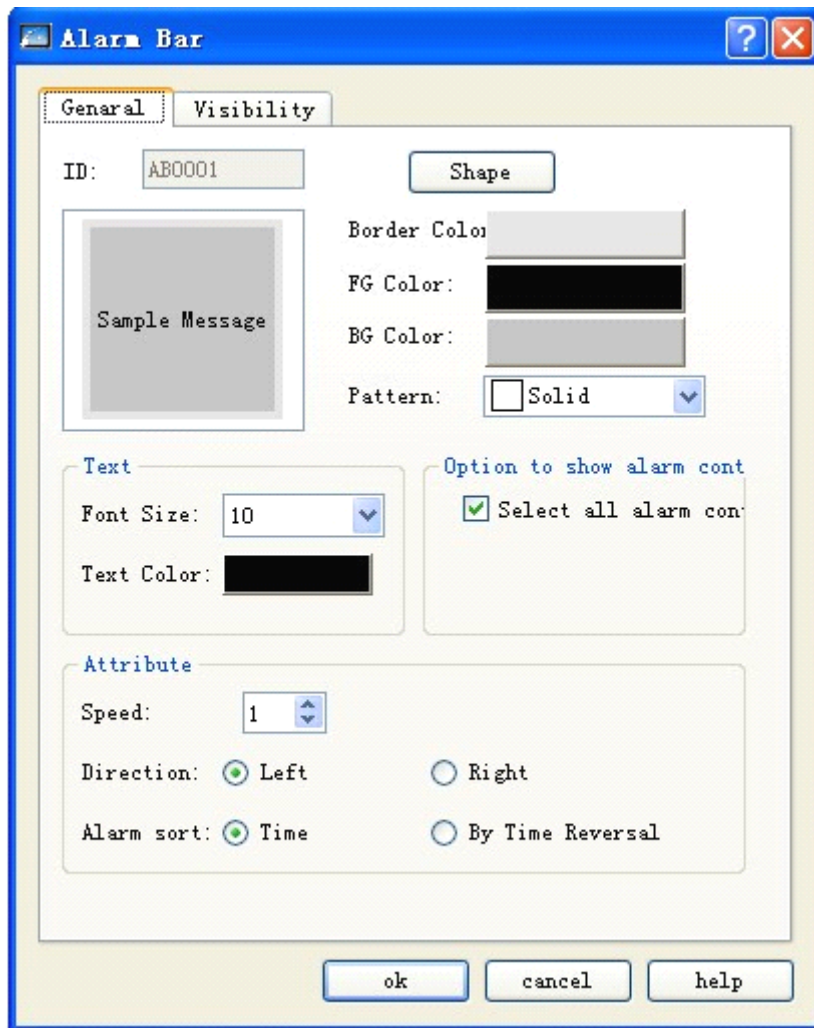 Alarm Bar
Genaral Visibility
ID: AB0001 Shape
Sample Message
Border Color
FG Color:
BG Color:
Pattern: Solid
Text
Font Size: 10
Text Color:
Option to show alarm cont
Select all alarm con
Attribute
Speed: 1
Direction: Left Right
Alarm sort: Time By Time Reversal
ok cancel help